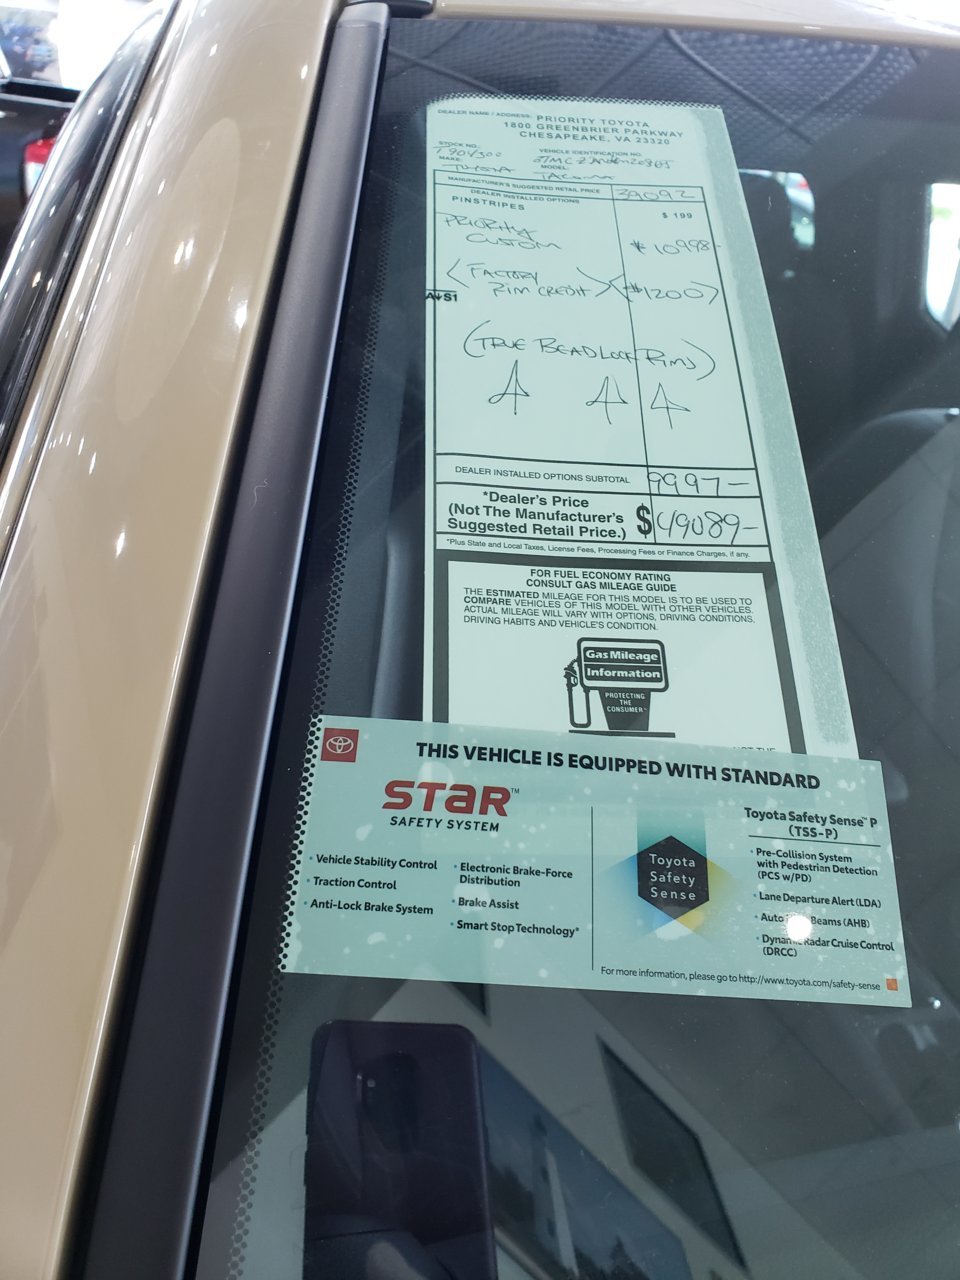 DEALER NAME / ADDRESS: PRIORITY TOYOTA
1800 GREENBRIER PARKWAY
CHESAPEAKE, VA 23320
STOCK NO.: VEHICLE IDENTIFICATION NO.
MAKE: MODEL:
TOYOTA TACOMA
MANUFACTURER'S SUGGESTED RETAIL PRICE 39092
DEALER INSTALLED OPTIONS
PINSTRIPES $ 199
PRIORITY
CUSTOM $10998-
(FACTORY
RIM CREDIT) ($1200)
(TRUE BEADLOCK RIMS)
DEALER INSTALLED OPTIONS SUBTOTAL 9997-
*Dealer's Price
(Not The Manufacturer's
Suggested Retail Price.) $49089-
*Plus State and Local Taxes, License Fees, Processing Fees or Finance Charges, if any.
FOR FUEL ECONOMY RATING
CONSULT GAS MILEAGE GUIDE
THE ESTIMATED MILEAGE FOR THIS MODEL IS TO BE USED TO
COMPARE VEHICLES OF THIS MODEL WITH OTHER VEHICLES.
ACTUAL MILEAGE WILL VARY WITH OPTIONS, DRIVING CONDITIONS,
DRIVING HABITS AND VEHICLE'S CONDITION.
Gas Mileage
Information
PROTECTING
THE
CONSUMER
THIS VEHICLE IS EQUIPPED WITH STANDARD
STaR™
SAFETY SYSTEM
• Vehicle Stability Control
• Traction Control
• Anti-Lock Brake System
• Electronic Brake-Force
Distribution
• Brake Assist
• Smart Stop Technology*
Toyota
Safety
Sense
Toyota Safety Sense™ P
(TSS-P)
• Pre-Collision System
with Pedestrian Detection
(PCS w/PD)
• Lane Departure Alert (LDA)
• Auto Beams (AHB)
• Dynamic Radar Cruise Control
(DRCC)
For more information, please go to http://www.toyota.com/safety-sense